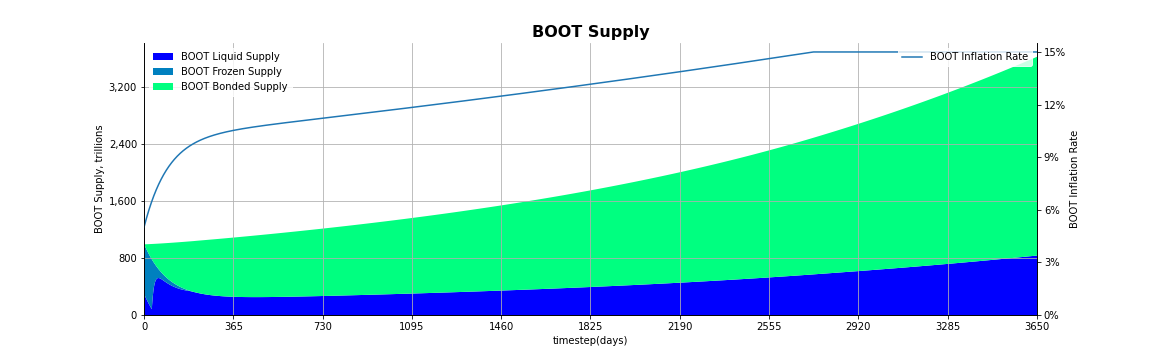 BOOT Supply
BOOT Liquid Supply
BOOT Frozen Supply
BOOT Bonded Supply
BOOT Inflation Rate
BOOT Supply, trillions
3,200
2,400
1,600
800
0
15%
12%
9%
6%
3%
0%
BOOT Inflation Rate
0 365 730 1095 1460 1825 2190 2555 2920 3285 3650
timestep(days)